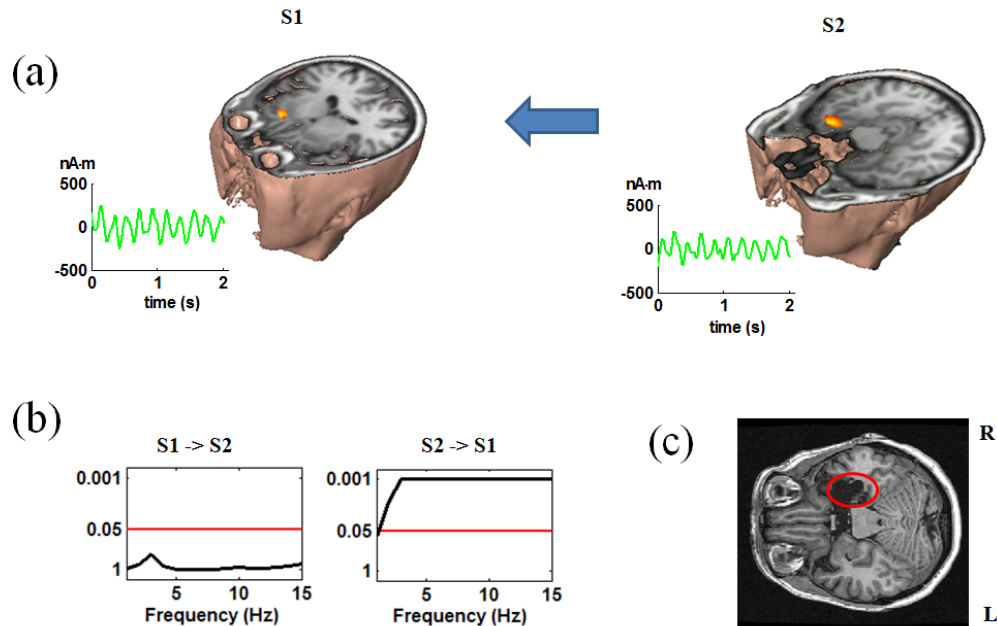 S1
S2
(a)
nA·m
500
0
-500
0 1 2
time (s)
nA·m
500
0
-500
0 1 2
time (s)
(b)
S1 -> S2
0.001
0.05
1
5 10 15
Frequency (Hz)
S2 -> S1
0.001
0.05
1
5 10 15
Frequency (Hz)
(c)
R
L